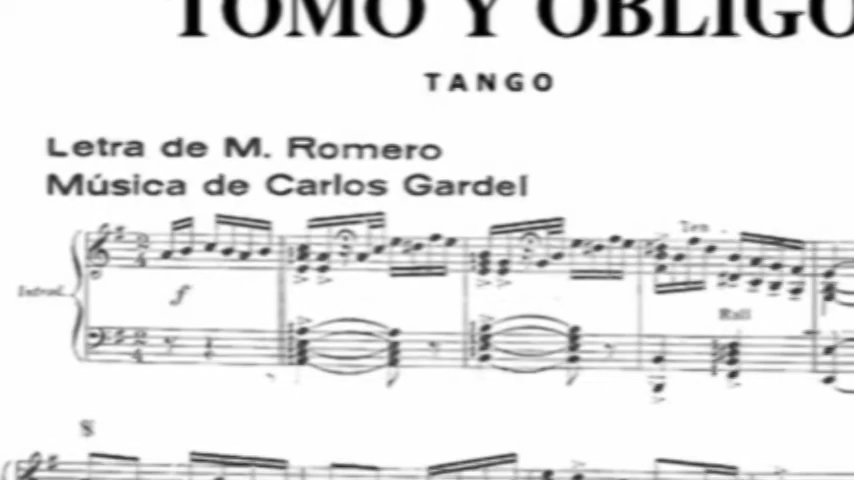 TOMO Y OBLIGO
TANGO
Letra de M. Romero
Música de Carlos Gardel
Ten.
Introd.
f
Rall